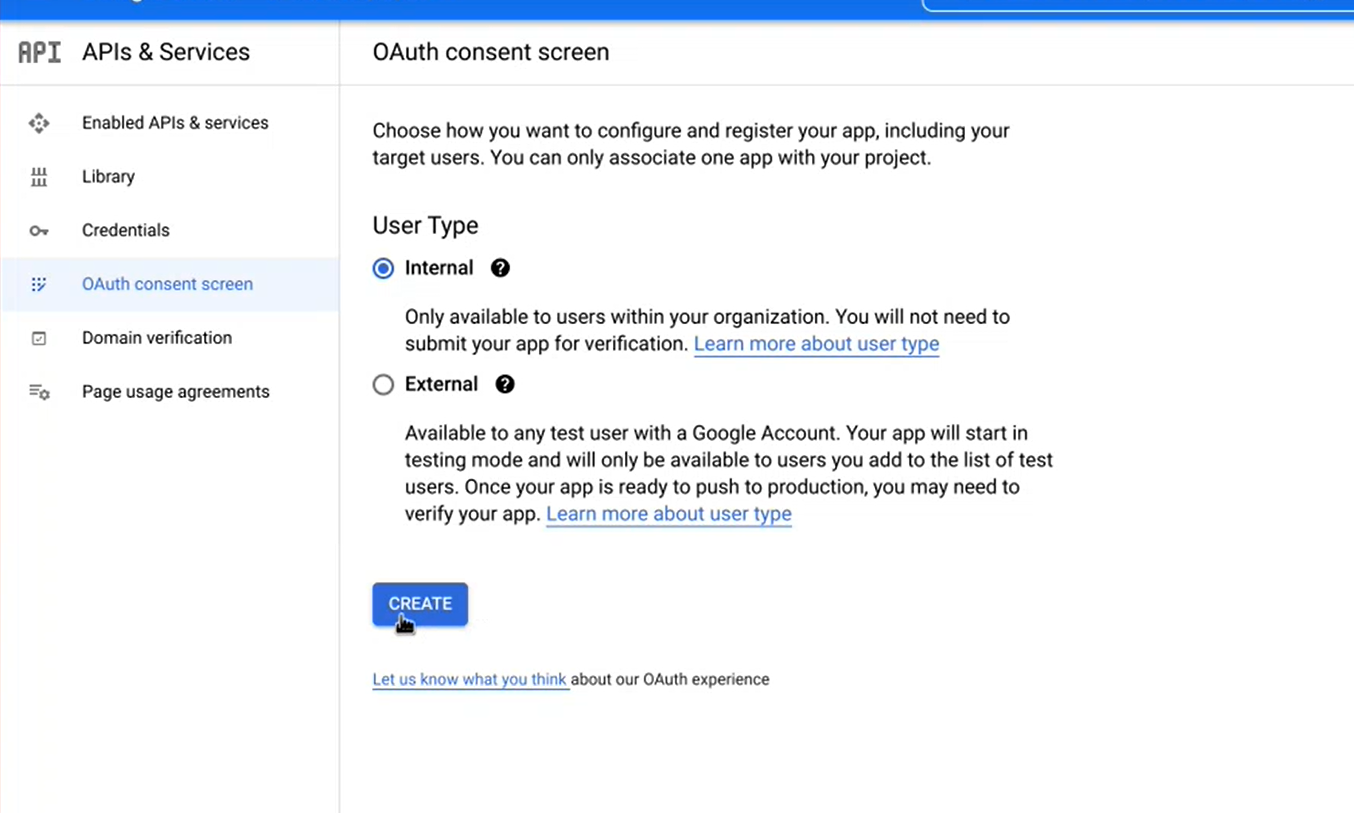 API APIs & Services
OAuth consent screen
Enabled APIs & services
Library
Credentials
OAuth consent screen
Domain verification
Page usage agreements
Choose how you want to configure and register your app, including your
target users. You can only associate one app with your project.
User Type
Internal
Only available to users within your organization. You will not need to
submit your app for verification. Learn more about user type
External
Available to any test user with a Google Account. Your app will start in
testing mode and will only be available to users you add to the list of test
users. Once your app is ready to push to production, you may need to
verify your app. Learn more about user type
CREATE
Let us know what you think about our OAuth experience